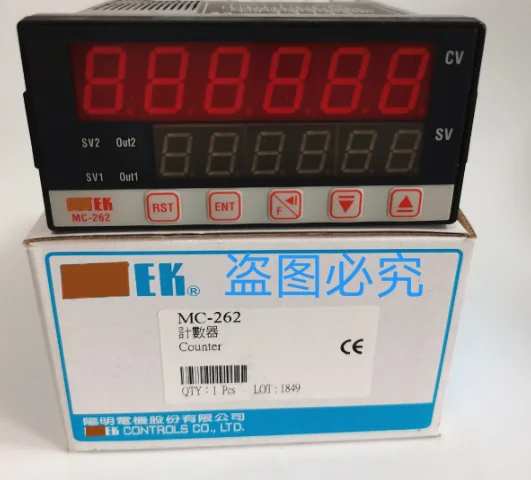 CV
SV2 Out2
SV
SV1 Out1
EK
MC-262
RST
ENT
F
EK®
盗图必究
MC-262
計數器
Counter
CE
QTY : 1 Pcs LOT : 1849
陽明電機股份有限公司
EK CONTROLS CO., LTD.